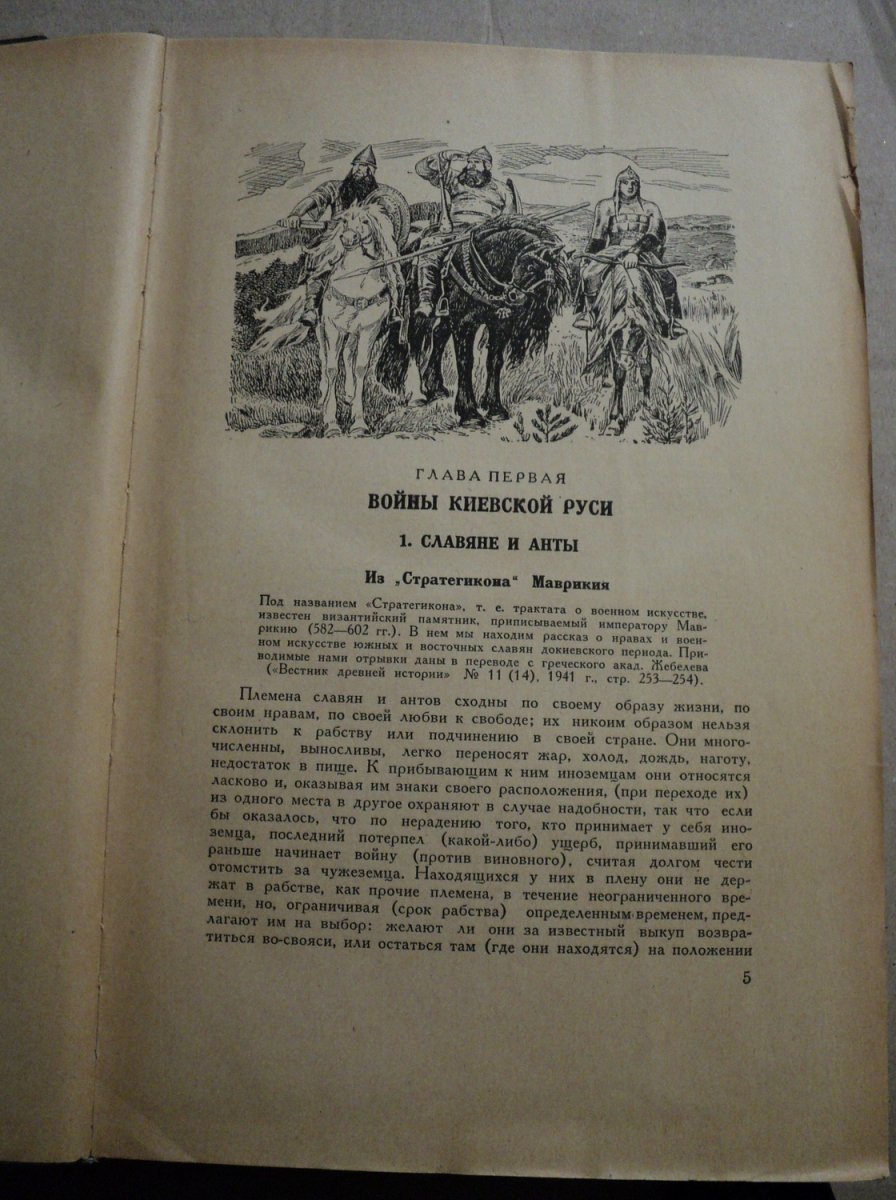 ГЛАВА ПЕРВАЯ
ВОЙНЫ КИЕВСКОЙ РУСИ
1. СЛАВЯНЕ И АНТЫ
Из „Стратегикона" Маврикия
Под названием «Стратегикона», т. е. трактата о военном искусстве,
известен византийский памятник, приписываемый императору Мав-
рикию (582—602 гг.). В нем мы находим рассказ о нравах и воен-
ном искусстве южных и восточных славян докиевского периода. При-
водимые нами отрывки даны в переводе с греческого акад. Жебелева
(«Вестник древней истории» № 11 (14). 1941 г., стр. 253—254).
Племена славян и антов сходны по своему образу жизни, по
своим нравам, по своей любви к свободе; их никоим образом нельзя
склонить к рабству или подчинению в своей стране. Они много-
численны, выносливы, легко переносят жар, холод, дождь, наготу,
недостаток в пище. К прибывающим к ним иноземцам они относятся
ласково и, оказывая им знаки своего расположения, (при переходе их)
из одного места в другое охраняют в случае надобности, так что если
бы оказалось, что по нерадению того, кто принимает у себя ино-
земца, последний потерпел (какой-либо) ущерб, принимавший его
раньше начинает войну (против виновного), считая долгом чести
отомстить за чужеземца. Находящихся у них в плену они не дер-
жат в рабстве, как прочие племена, в течение неограниченного вре-
мени, но, ограничивая (срок рабства) определенным временем, пред-
лагают им на выбор: желают ли они за известный выкуп возвра-
титься во-свояси, или остаться там (где они находятся) на положении
5